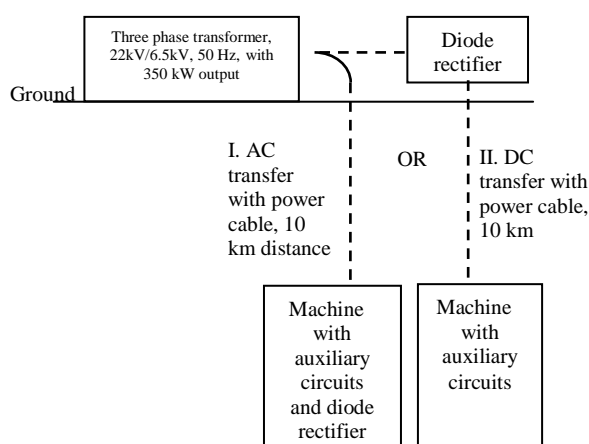 Three phase transformer,
22kV/6.5kV, 50 Hz, with
350 kW output
Diode
rectifier
Ground
I. AC
transfer
with power
cable, 10
km distance
OR
II. DC
transfer with
power cable,
10 km
Machine
with
auxiliary
circuits
and diode
rectifier
Machine
with
auxiliary
circuits